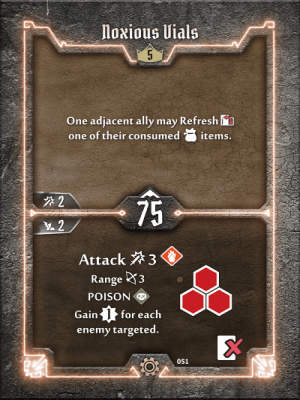 Noxious Vials
5
One adjacent ally may Refresh
one of their consumed items.
2
75
2
Attack 3
Range 3
POISON
Gain 1 for each
enemy targeted.
051